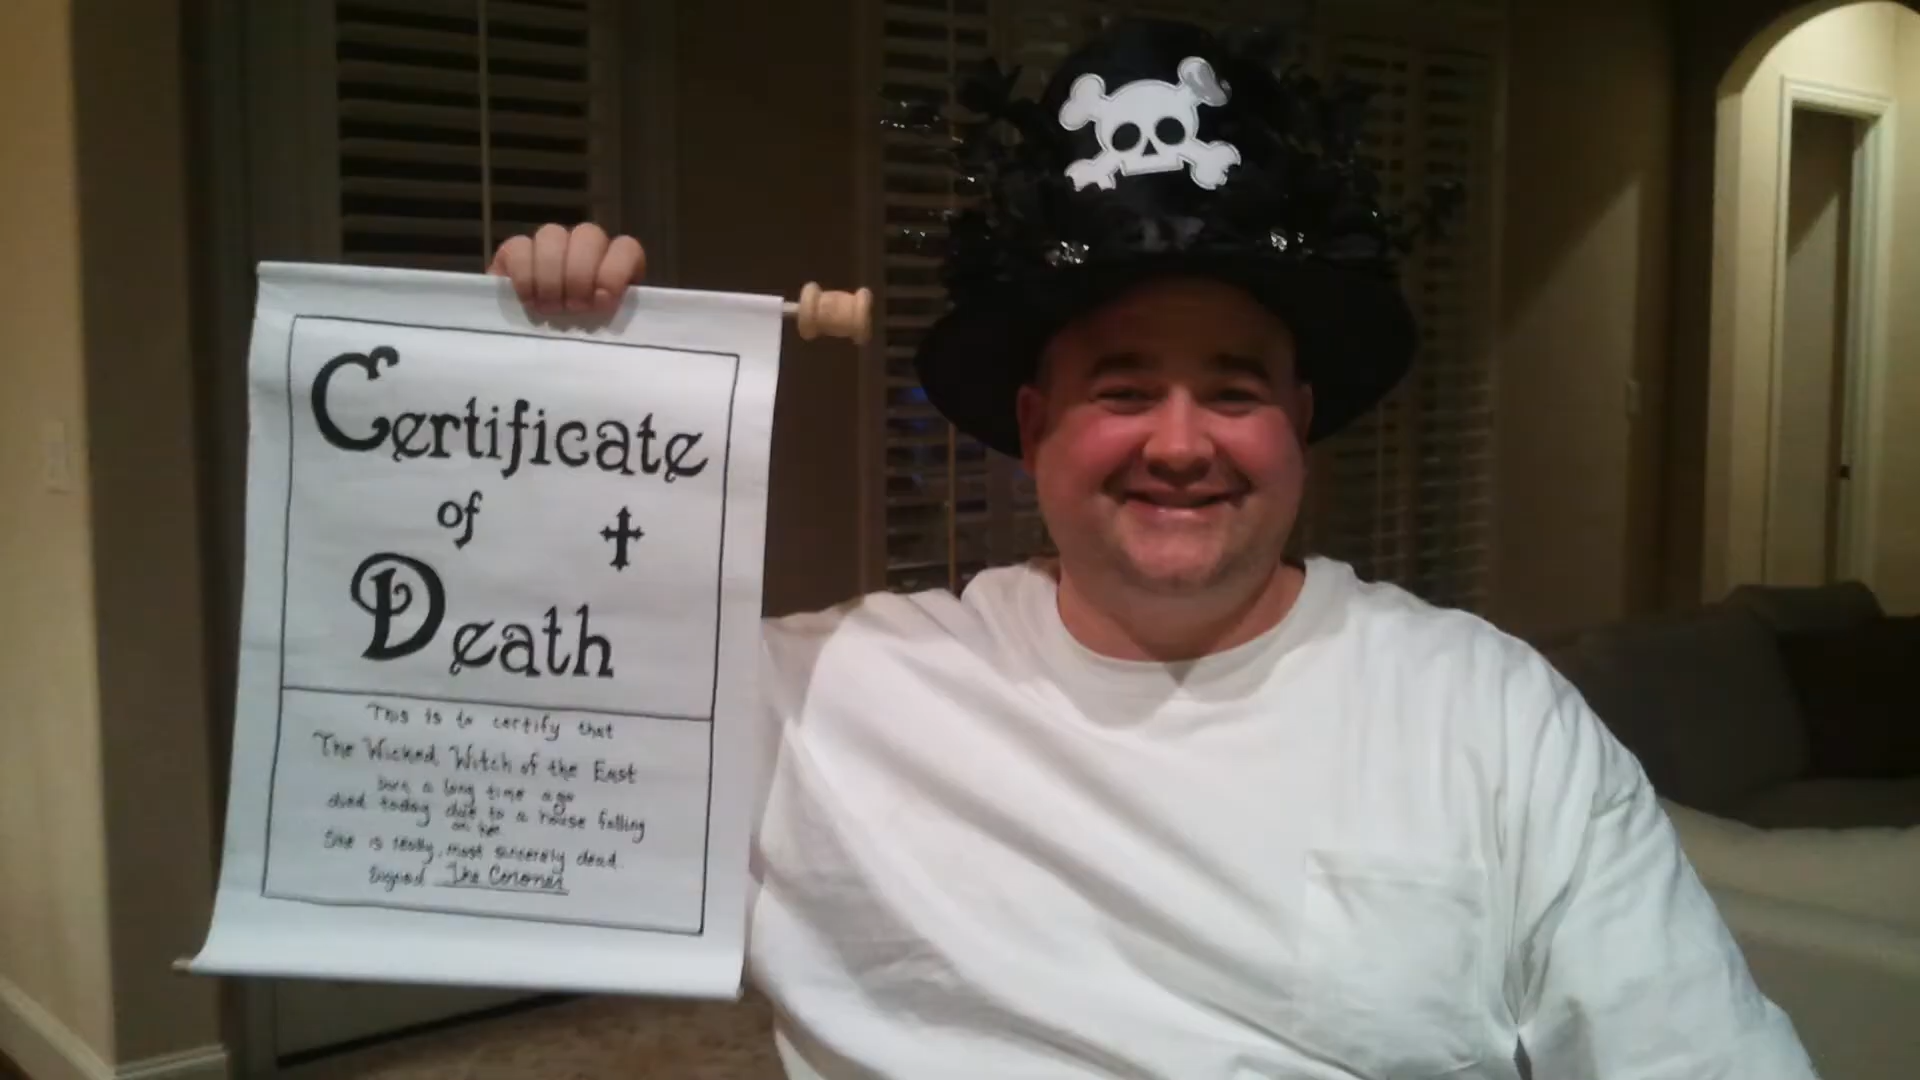 Certificate
of
Death
This is to certify that
The Wicked Witch of the East
born a long time ago
died today due to a house falling
on her.
She is really, most sincerely dead.
Signed The Coroner